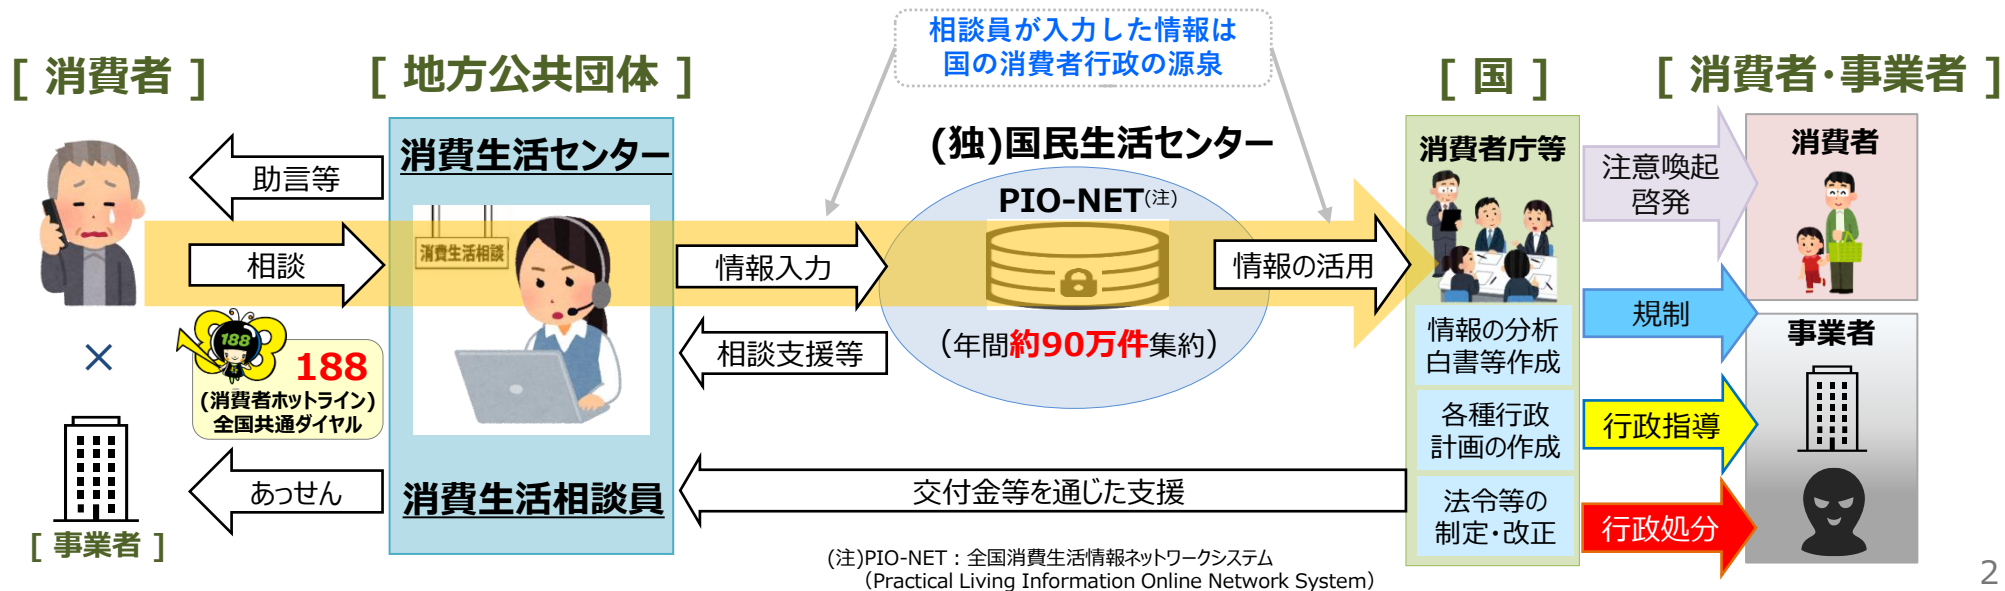 相談員が入力した情報は
国の消費者行政の源泉
[ 消費者 ]
[ 地方公共団体 ]
[ 国 ]
[ 消費者・事業者 ]
助言等
相談
×
188
188
(消費者ホットライン)
全国共通ダイヤル
あっせん
[ 事業者 ]
消費生活センター
消費生活相談
消費生活相談員
情報入力
相談支援等
(独)国民生活センター
PIO-NET(注)
(年間約90万件集約)
情報の活用
交付金等を通じた支援
消費者庁等
情報の分析
白書等作成
各種行政
計画の作成
法令等の
制定・改正
注意喚起
啓発
規制
行政指導
行政処分
消費者
事業者
(注)PIO-NET:全国消費生活情報ネットワークシステム
(Practical Living Information Online Network System)
2